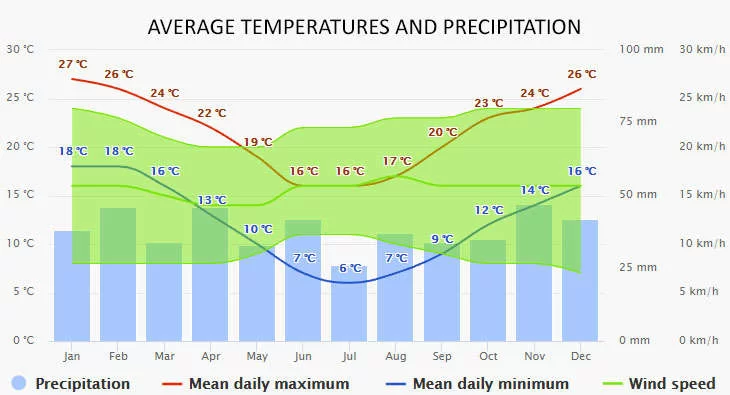 AVERAGE TEMPERATURES AND PRECIPITATION
30 °C 100 mm 30 km/h
27 °C 26 °C 24 °C 22 °C 19 °C 16 °C 16 °C 17 °C 20 °C 23 °C 24 °C 26 °C
25 °C 75 mm 25 km/h
20 °C 20 km/h
18 °C 18 °C 16 °C 13 °C 10 °C 7 °C 6 °C 7 °C 9 °C 12 °C 14 °C 16 °C
15 °C 50 mm 15 km/h
10 °C 25 mm 10 km/h
5 °C 5 km/h
0 °C 0 mm 0 km/h
Jan Feb Mar Apr May Jun Jul Aug Sep Oct Nov Dec
Precipitation Mean daily maximum Mean daily minimum Wind speed